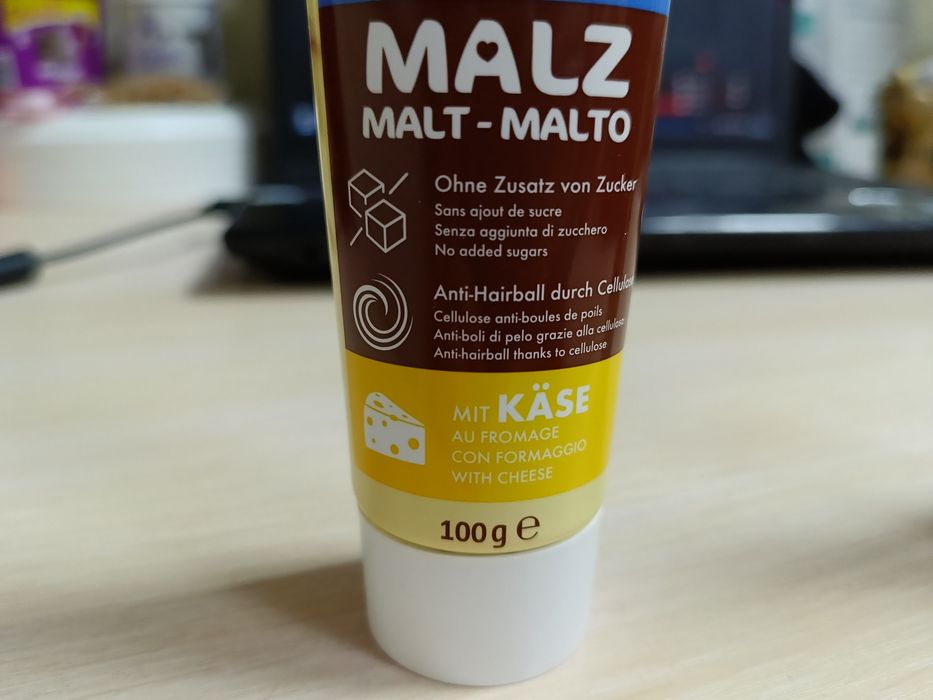 MALZ
MALT - MALTO
Ohne Zusatz von Zucker
Sans ajout de sucre
Senza aggiunta di zucchero
No added sugars
Anti-Hairball durch Cellulose
Cellulose anti-boules de poils
Anti-boli di pelo grazie alla cellulosa
Anti-hairball thanks to cellulose
MIT KÄSE
AU FROMAGE
CON FORMAGGIO
WITH CHEESE
100 g ℮